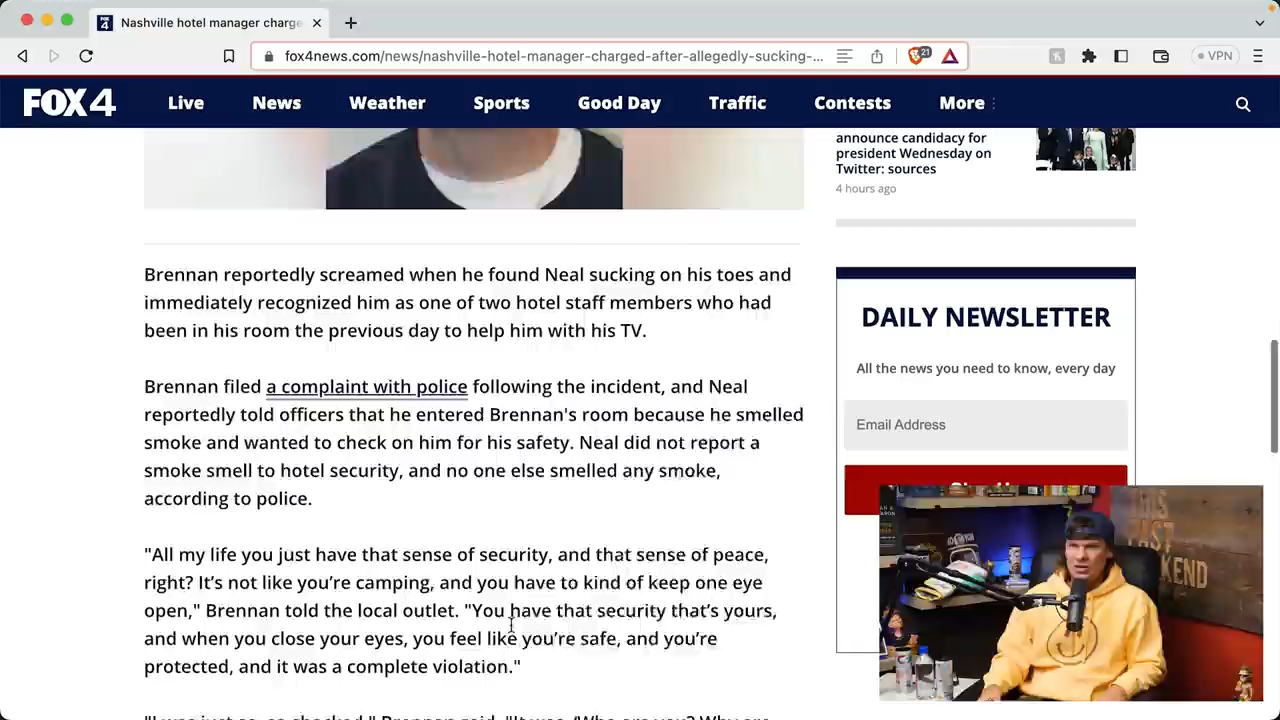 Nashville hotel manager charge
fox4news.com/news/nashville-hotel-manager-charged-after-allegedly-sucking-...
21
VPN
FOX 4
Live News Weather Sports Good Day Traffic Contests More
announce candidacy for
president Wednesday on
Twitter: sources
4 hours ago
Brennan reportedly screamed when he found Neal sucking on his toes and
immediately recognized him as one of two hotel staff members who had
been in his room the previous day to help him with his TV.
Brennan filed a complaint with police following the incident, and Neal
reportedly told officers that he entered Brennan's room because he smelled
smoke and wanted to check on him for his safety. Neal did not report a
smoke smell to hotel security, and no one else smelled any smoke,
according to police.
"All my life you just have that sense of security, and that sense of peace,
right? It’s not like you’re camping, and you have to kind of keep one eye
open," Brennan told the local outlet. "You have that security that’s yours,
and when you close your eyes, you feel like you’re safe, and you’re
protected, and it was a complete violation."
DAILY NEWSLETTER
All the news you need to know, every day
Email Address
PAST